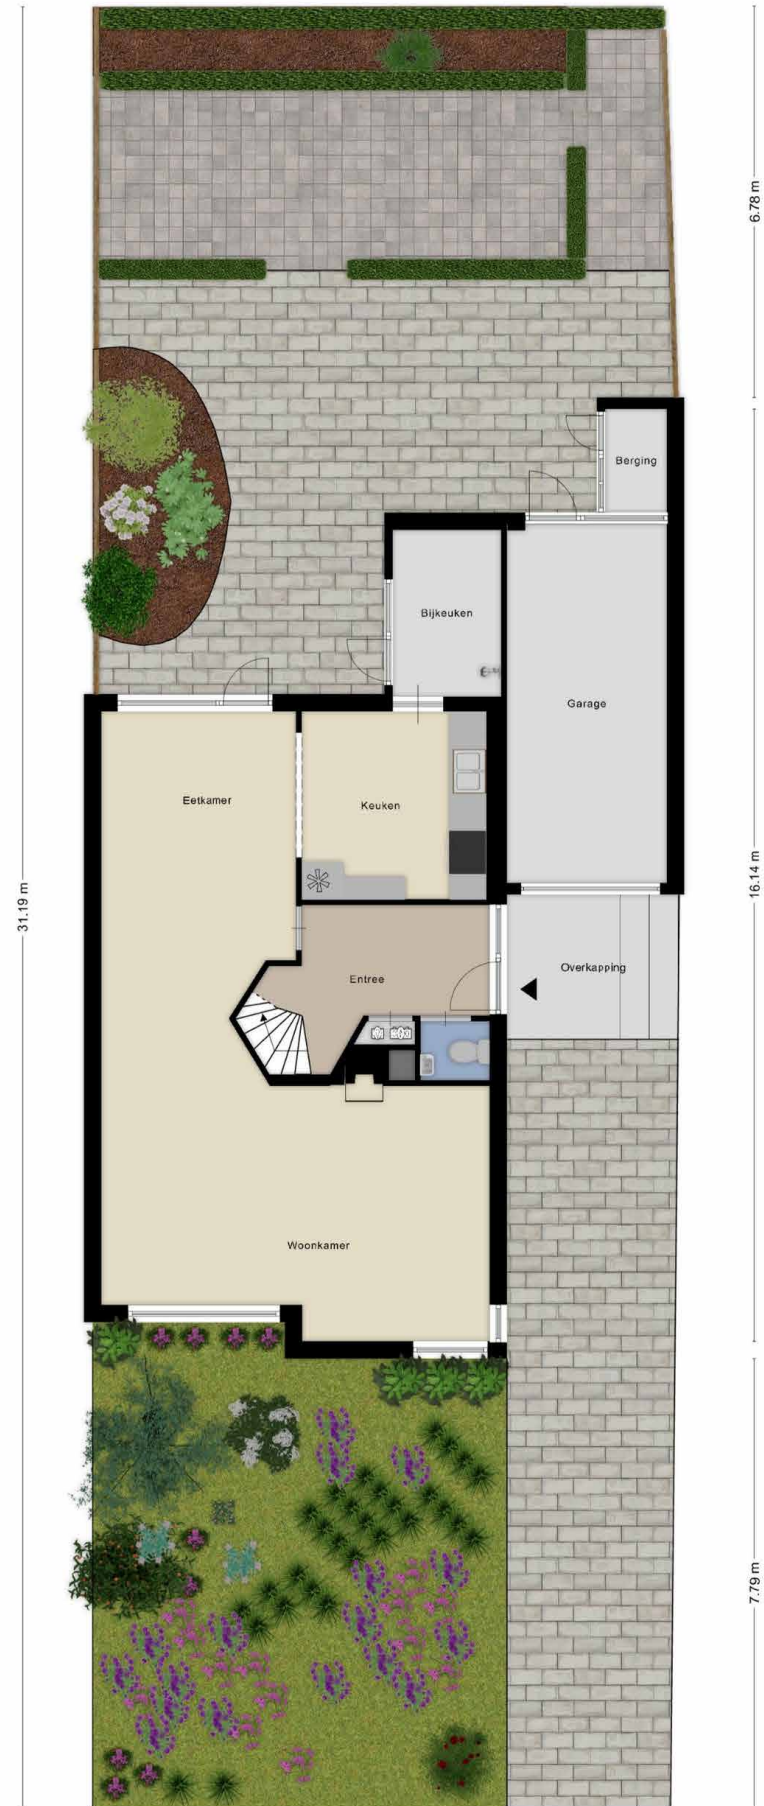 6.78 m
Berging
Bijkeuken
Garage
Eetkamer
Keuken
16.14 m
31.19 m
Overkapping
Entree
Woonkamer
7.79 m